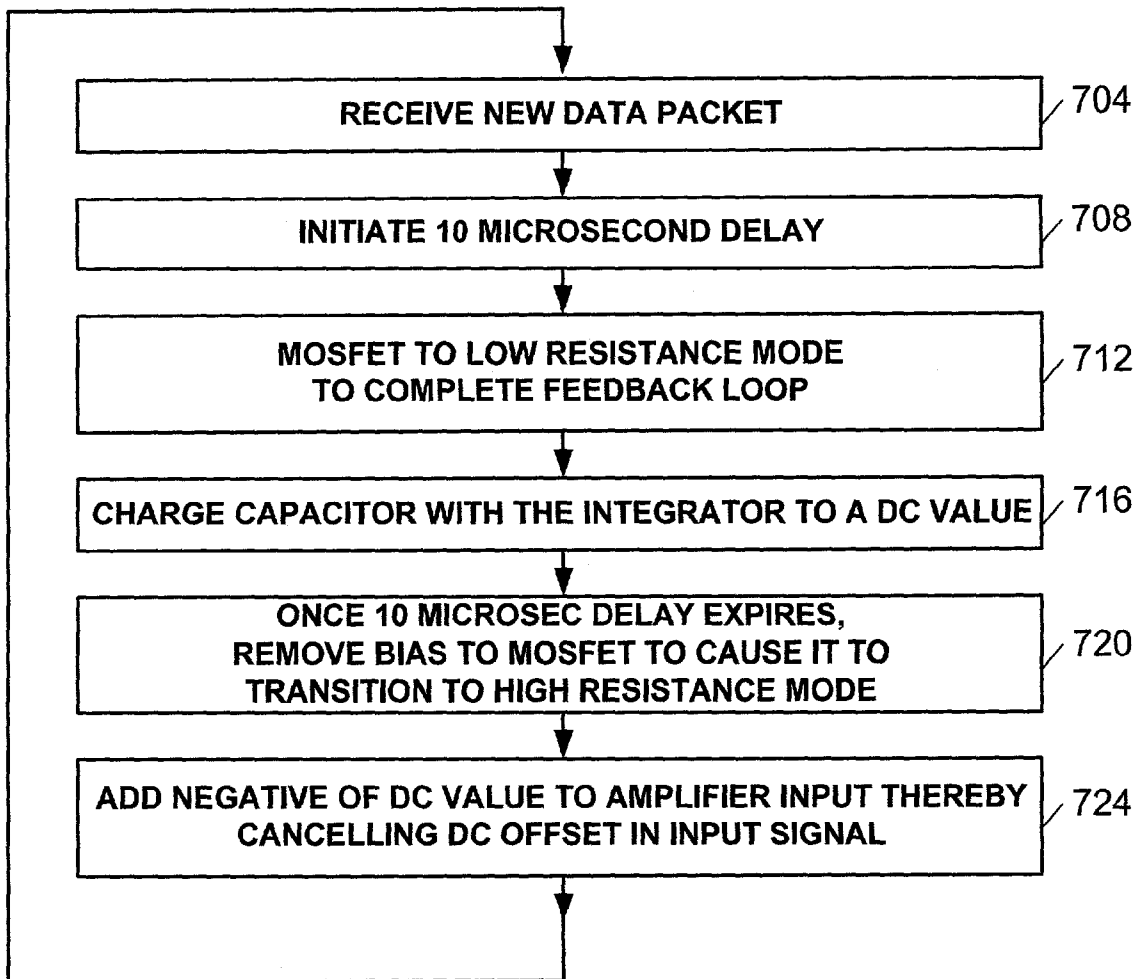 RECEIVE NEW DATA PACKET
704
INITIATE 10 MICROSECOND DELAY
708
MOSFET TO LOW RESISTANCE MODE
TO COMPLETE FEEDBACK LOOP
712
CHARGE CAPACITOR WITH THE INTEGRATOR TO A DC VALUE
716
ONCE 10 MICROSEC DELAY EXPIRES,
REMOVE BIAS TO MOSFET TO CAUSE IT TO
TRANSITION TO HIGH RESISTANCE MODE
720
ADD NEGATIVE OF DC VALUE TO AMPLIFIER INPUT THEREBY
CANCELLING DC OFFSET IN INPUT SIGNAL
724